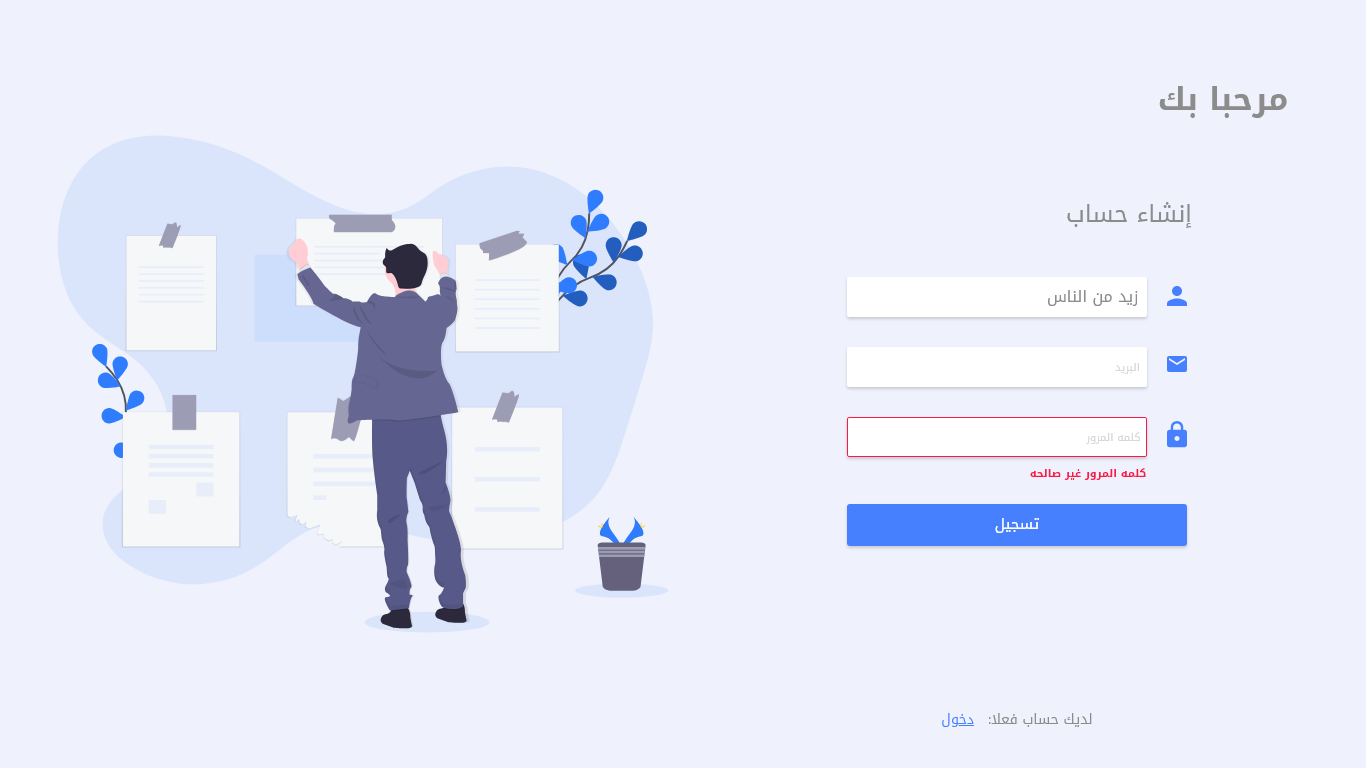 مرحبا بك
إنشاء حساب
زيد من الناس
البريد
كلمه المرور
كلمه المرور غير صالحه
تسجيل
لديك حساب فعلا: دخول